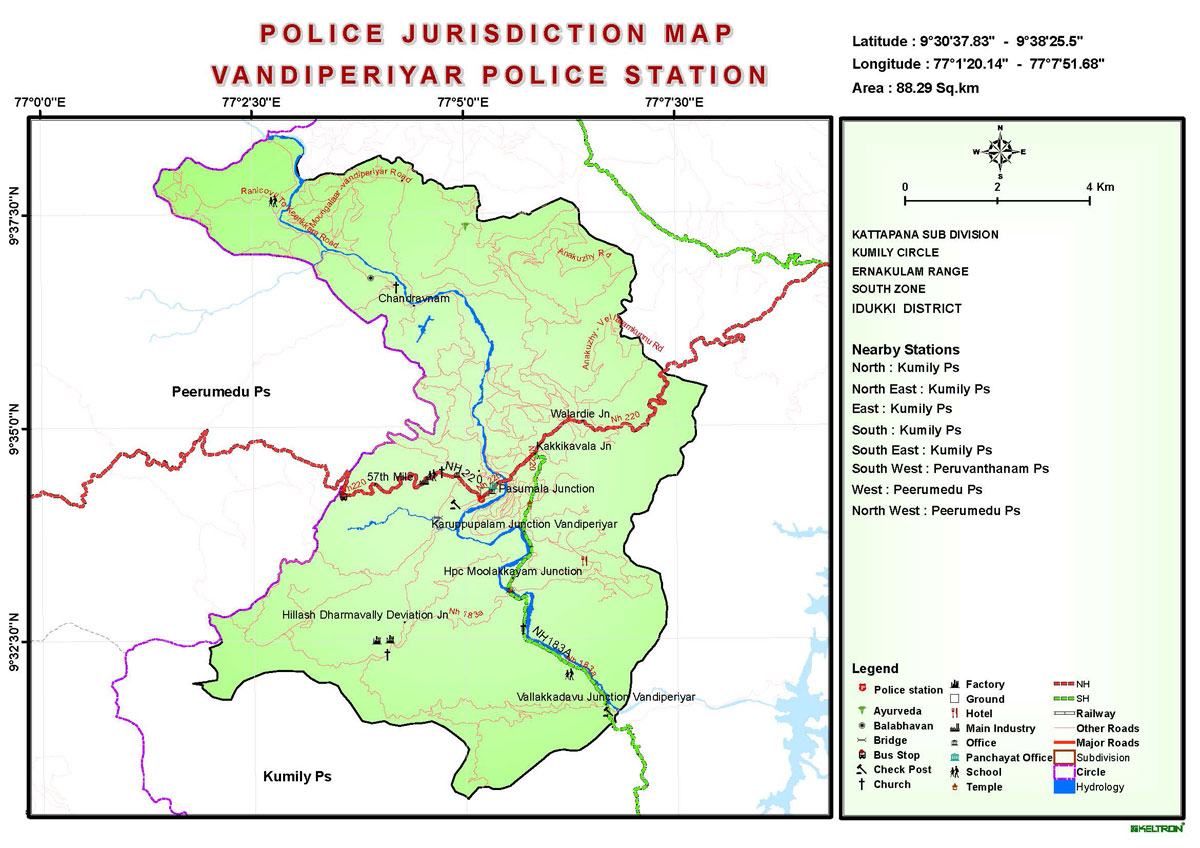 POLICE JURISDICTION MAP
VANDIPERIYAR POLICE STATION
Latitude : 9°30'37.83" - 9°38'25.5"
Longitude : 77°1'20.14" - 77°7'51.68"
Area : 88.29 Sq.km
77°0'0"E
77°2'30"E
77°5'0"E
77°7'30"E
9°37'30"N
9°35'0"N
9°32'30"N
Ranicovil To Keerikkara Road
Moongalaar-vandiperiyar Road
Anakuzhy Rd
Chandravnam
Anakuzhy - Vellaramkunnu Rd
Peerumedu Ps
Walardie Jn
Nh 220
Kakkikavala Jn
57th Mile
NH 220
Pasumala Junction
Karuppupalam Junction Vandiperiyar
Hpc Moolakkayam Junction
Hillash Dharmavally Deviation Jn
Nh 183a
NH183A
Nh 183a
Vallakkadavu Junction Vandiperiyar
Kumily Ps
N
W E
S
0 2 4 Km
KATTAPANA SUB DIVISION
KUMILY CIRCLE
ERNAKULAM RANGE
SOUTH ZONE
IDUKKI DISTRICT
Nearby Stations
North : Kumily Ps
North East : Kumily Ps
East : Kumily Ps
South : Kumily Ps
South East : Kumily Ps
South West : Peruvanthanam Ps
West : Peerumedu Ps
North West : Peerumedu Ps
Legend
Police station
Ayurveda
Balabhavan
Bridge
Bus Stop
Check Post
Church
Factory
Ground
Hotel
Main Industry
Office
Panchayat Office
School
Temple
NH
SH
Railway
Other Roads
Major Roads
Subdivision
Circle
Hydrology
KELTRON